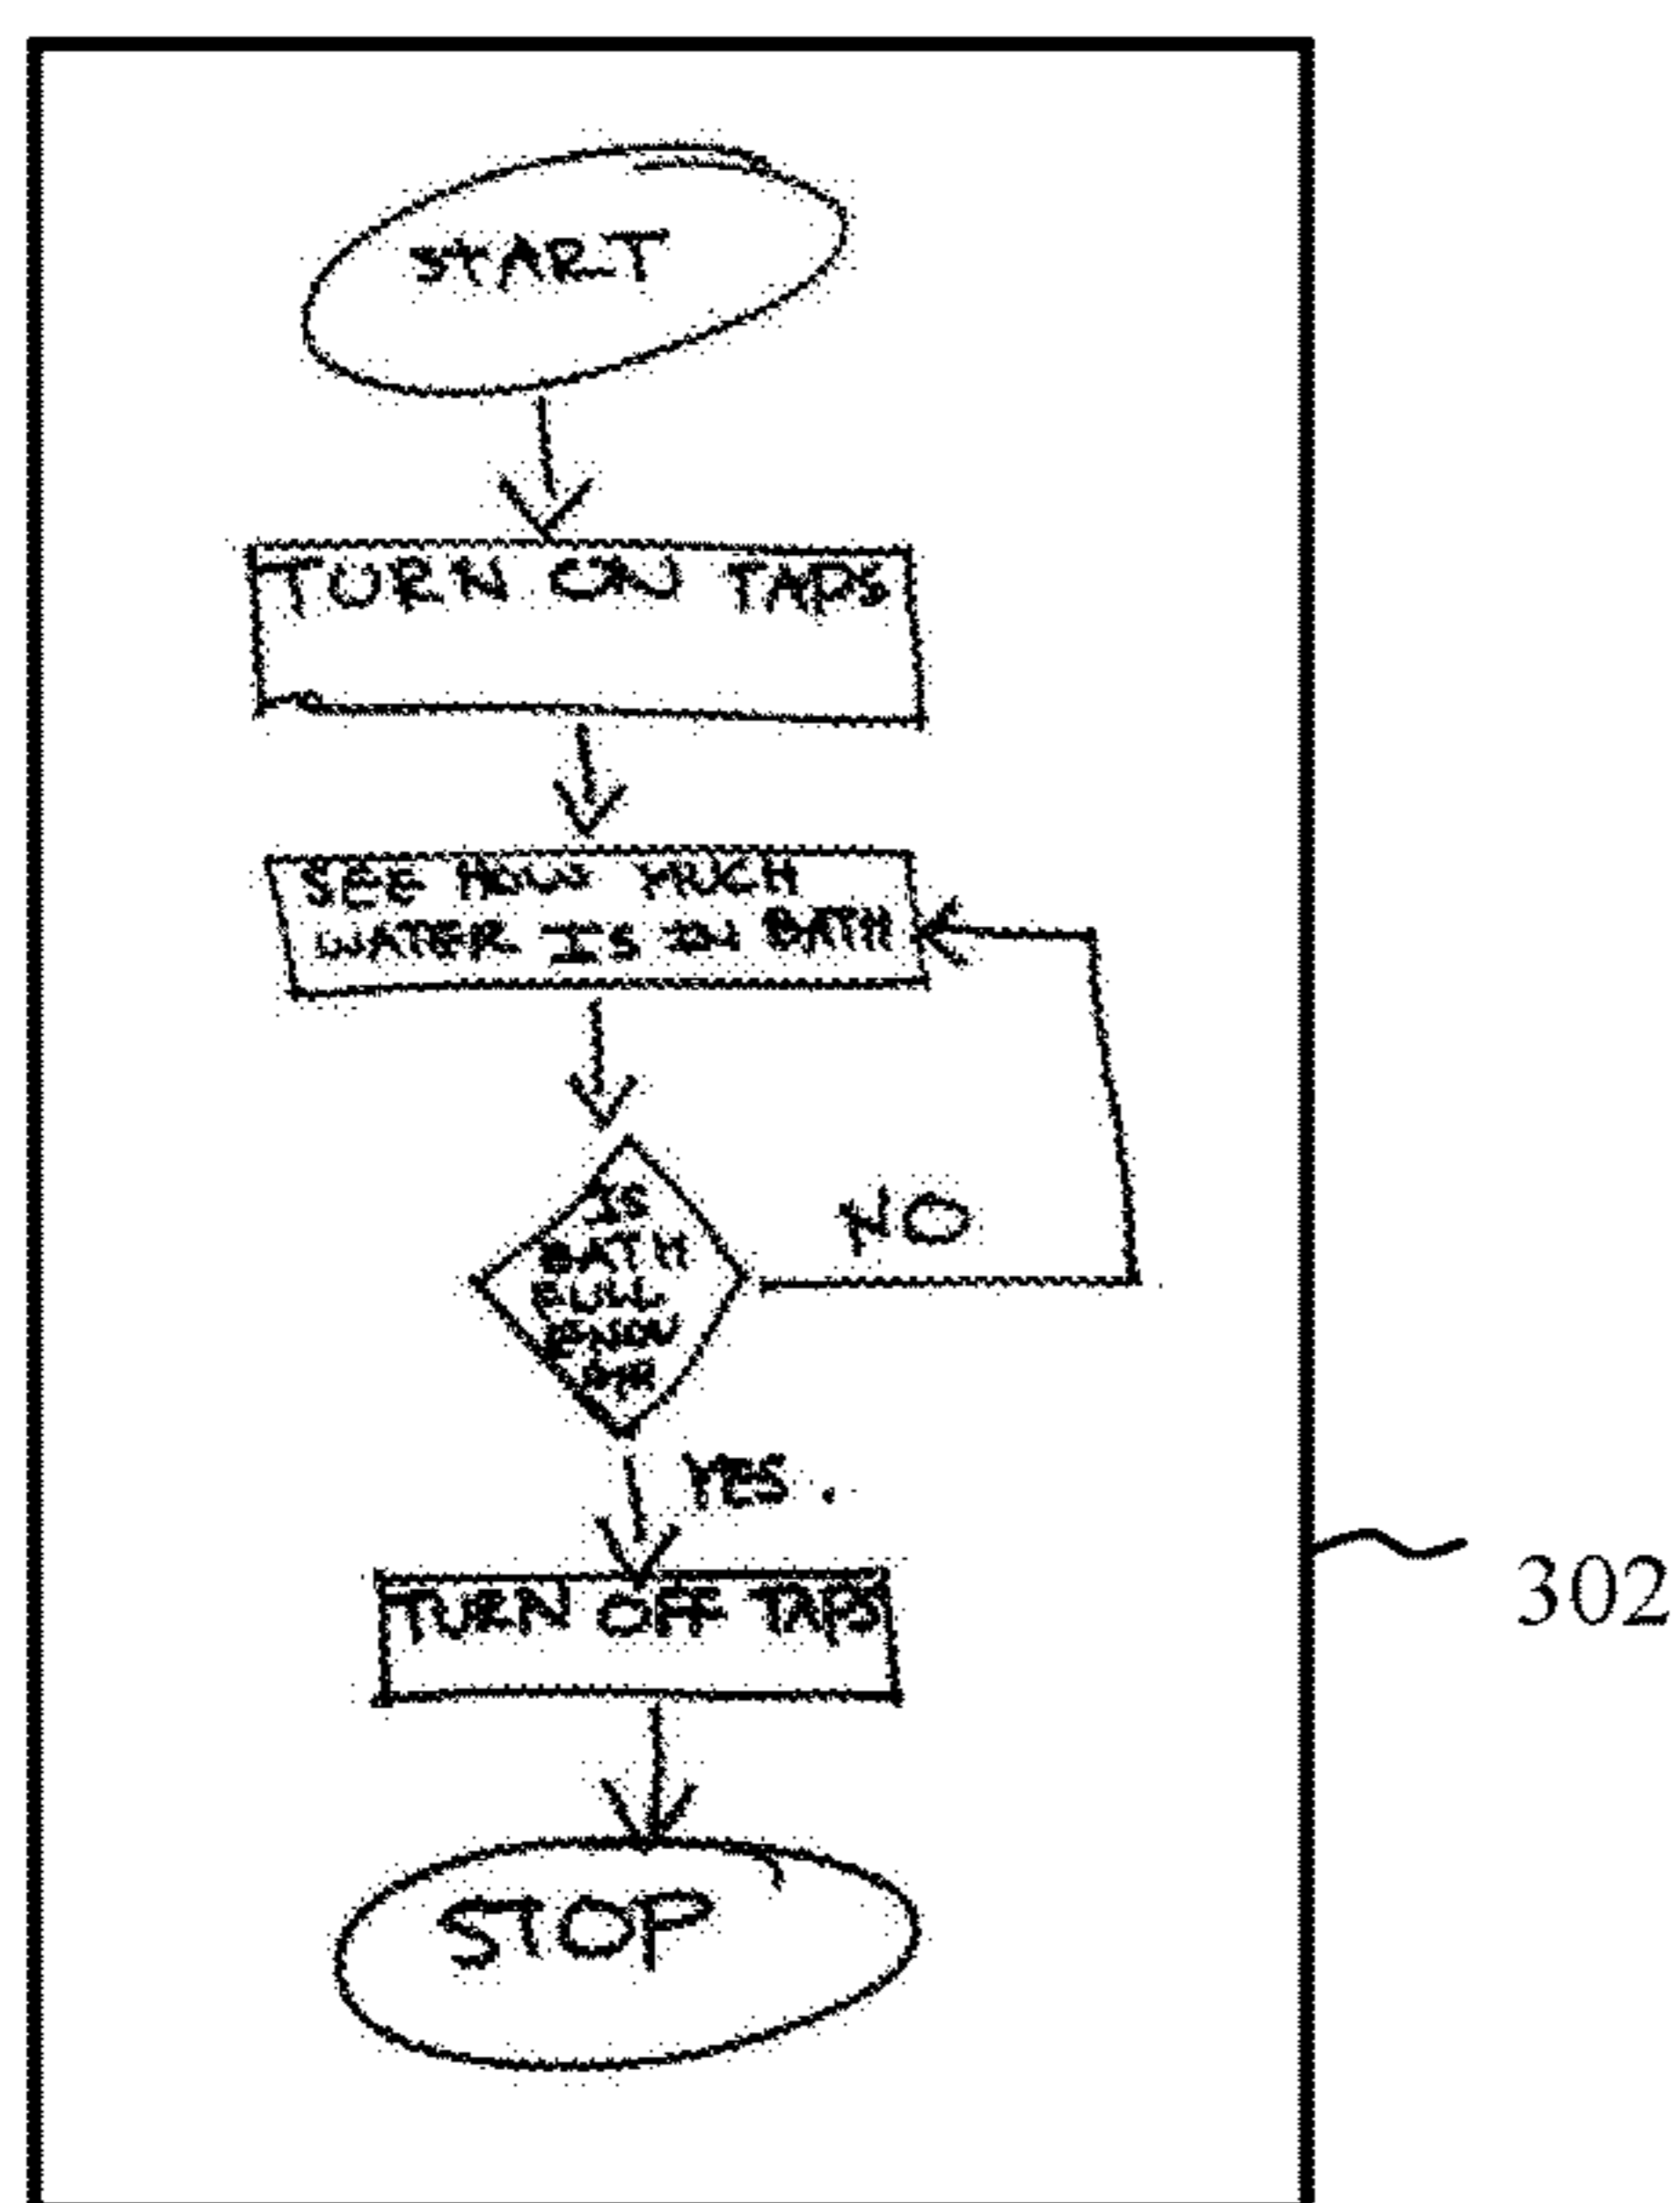 START
TURN ON TAPS
SEE HOW MUCH
WATER IS IN BATH
IS
BATH
FULL
ENOU
NO
YES.
302
TURN OFF TAPS
STOP